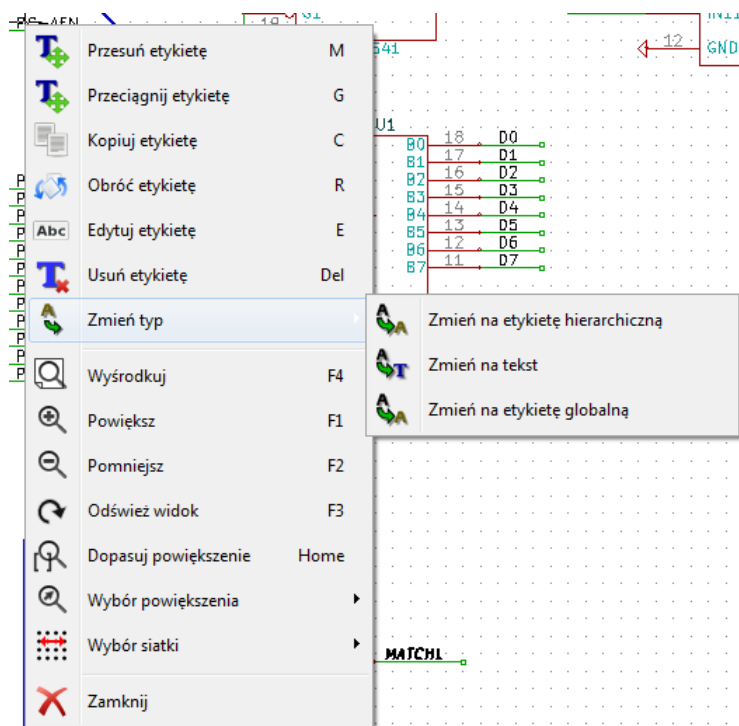 G1
19
541
12
GND
Przesuń etykietę M
Przeciągnij etykietę G
Kopiuj etykietę C
Obróć etykietę R
Abc Edytuj etykietę E
Usuń etykietę Del
Zmień typ
Wyśrodkuj F4
Powiększ F1
Pomniejsz F2
Odśwież widok F3
Dopasuj powiększenie Home
Wybór powiększenia
Wybór siatki
Zamknij
Zmień na etykietę hierarchiczną
Zmień na tekst
Zmień na etykietę globalną
U1
B0 18 D0
B1 17 D1
B2 16 D2
B3 15 D3
B4 14 D4
B5 13 D5
B6 12 D6
B7 11 D7
P
P
P
P
P
P
P
P
P
P
P
P
MATCH1